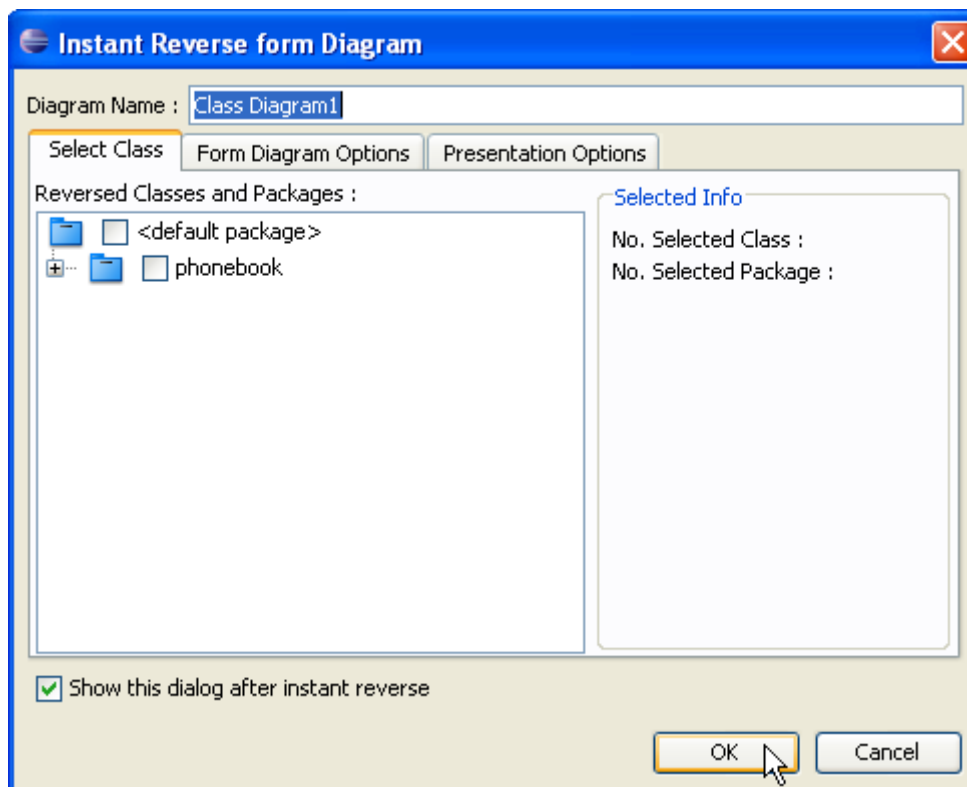 Instant Reverse form Diagram
Diagram Name : Class Diagram1
Select Class Form Diagram Options Presentation Options
Reversed Classes and Packages :
<default package>
phonebook
Selected Info
No. Selected Class :
No. Selected Package :
Show this dialog after instant reverse
OK Cancel